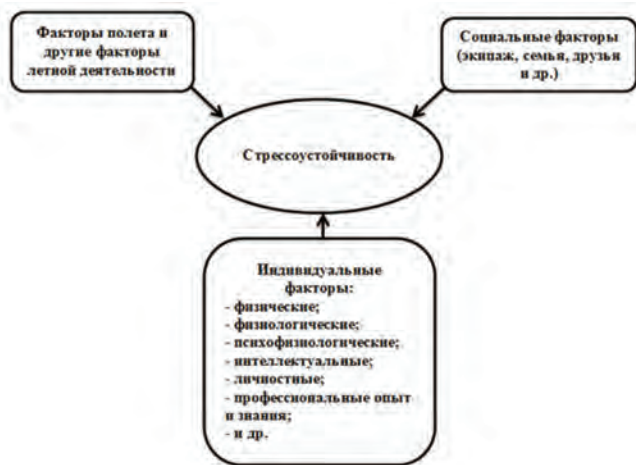 Факторы полета и
другие факторы
летной деятельности
Социальные факторы
(экипаж, семья, друзья
и др.)
Стрессоустойчивость
Индивидуальные
факторы:
- физические;
- физиологические;
- психофизиологические;
- интеллектуальные;
- личностные;
- профессиональные опыт
и знания;
- и др.